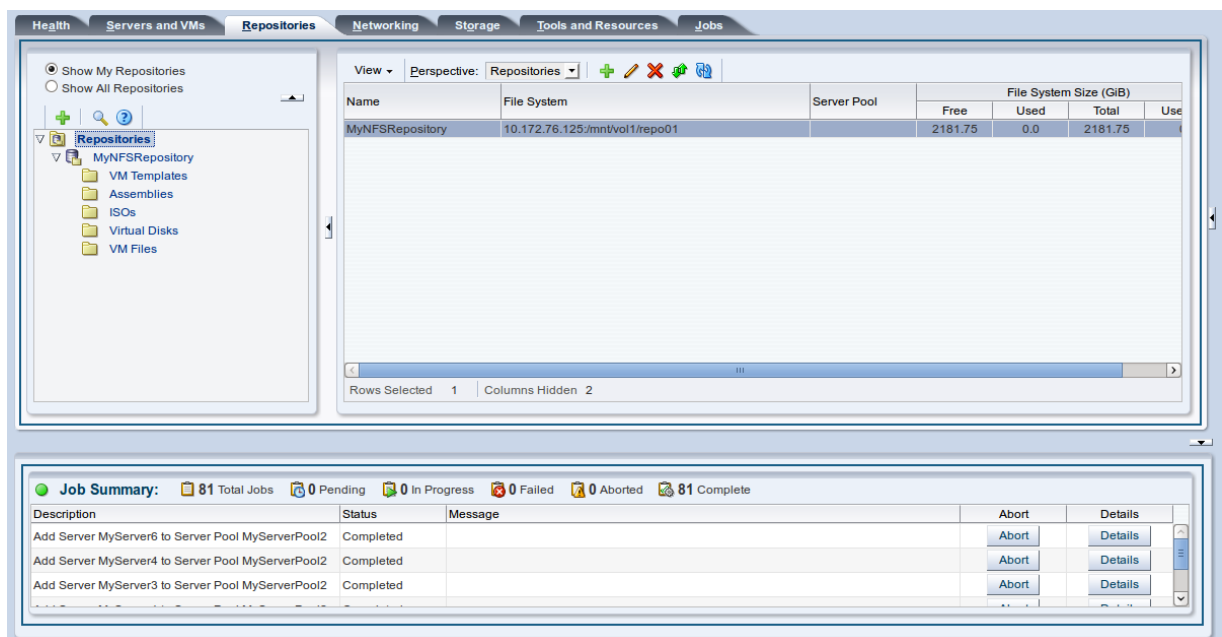 Health Servers and VMs Repositories Networking Storage Tools and Resources Jobs
Show My Repositories
Show All Repositories
Repositories
MyNFSRepository
VM Templates
Assemblies
ISOs
Virtual Disks
VM Files
View Perspective: Repositories
Name File System Server Pool File System Size (GiB)
Free Used Total Use
MyNFSRepository 10.172.76.125:/mnt/vol1/repo01 2181.75 0.0 2181.75
Rows Selected 1 Columns Hidden 2
Job Summary: 81 Total Jobs 0 Pending 0 In Progress 0 Failed 0 Aborted 81 Complete
Description Status Message Abort Details
Add Server MyServer6 to Server Pool MyServerPool2 Completed Abort Details
Add Server MyServer4 to Server Pool MyServerPool2 Completed Abort Details
Add Server MyServer3 to Server Pool MyServerPool2 Completed Abort Details